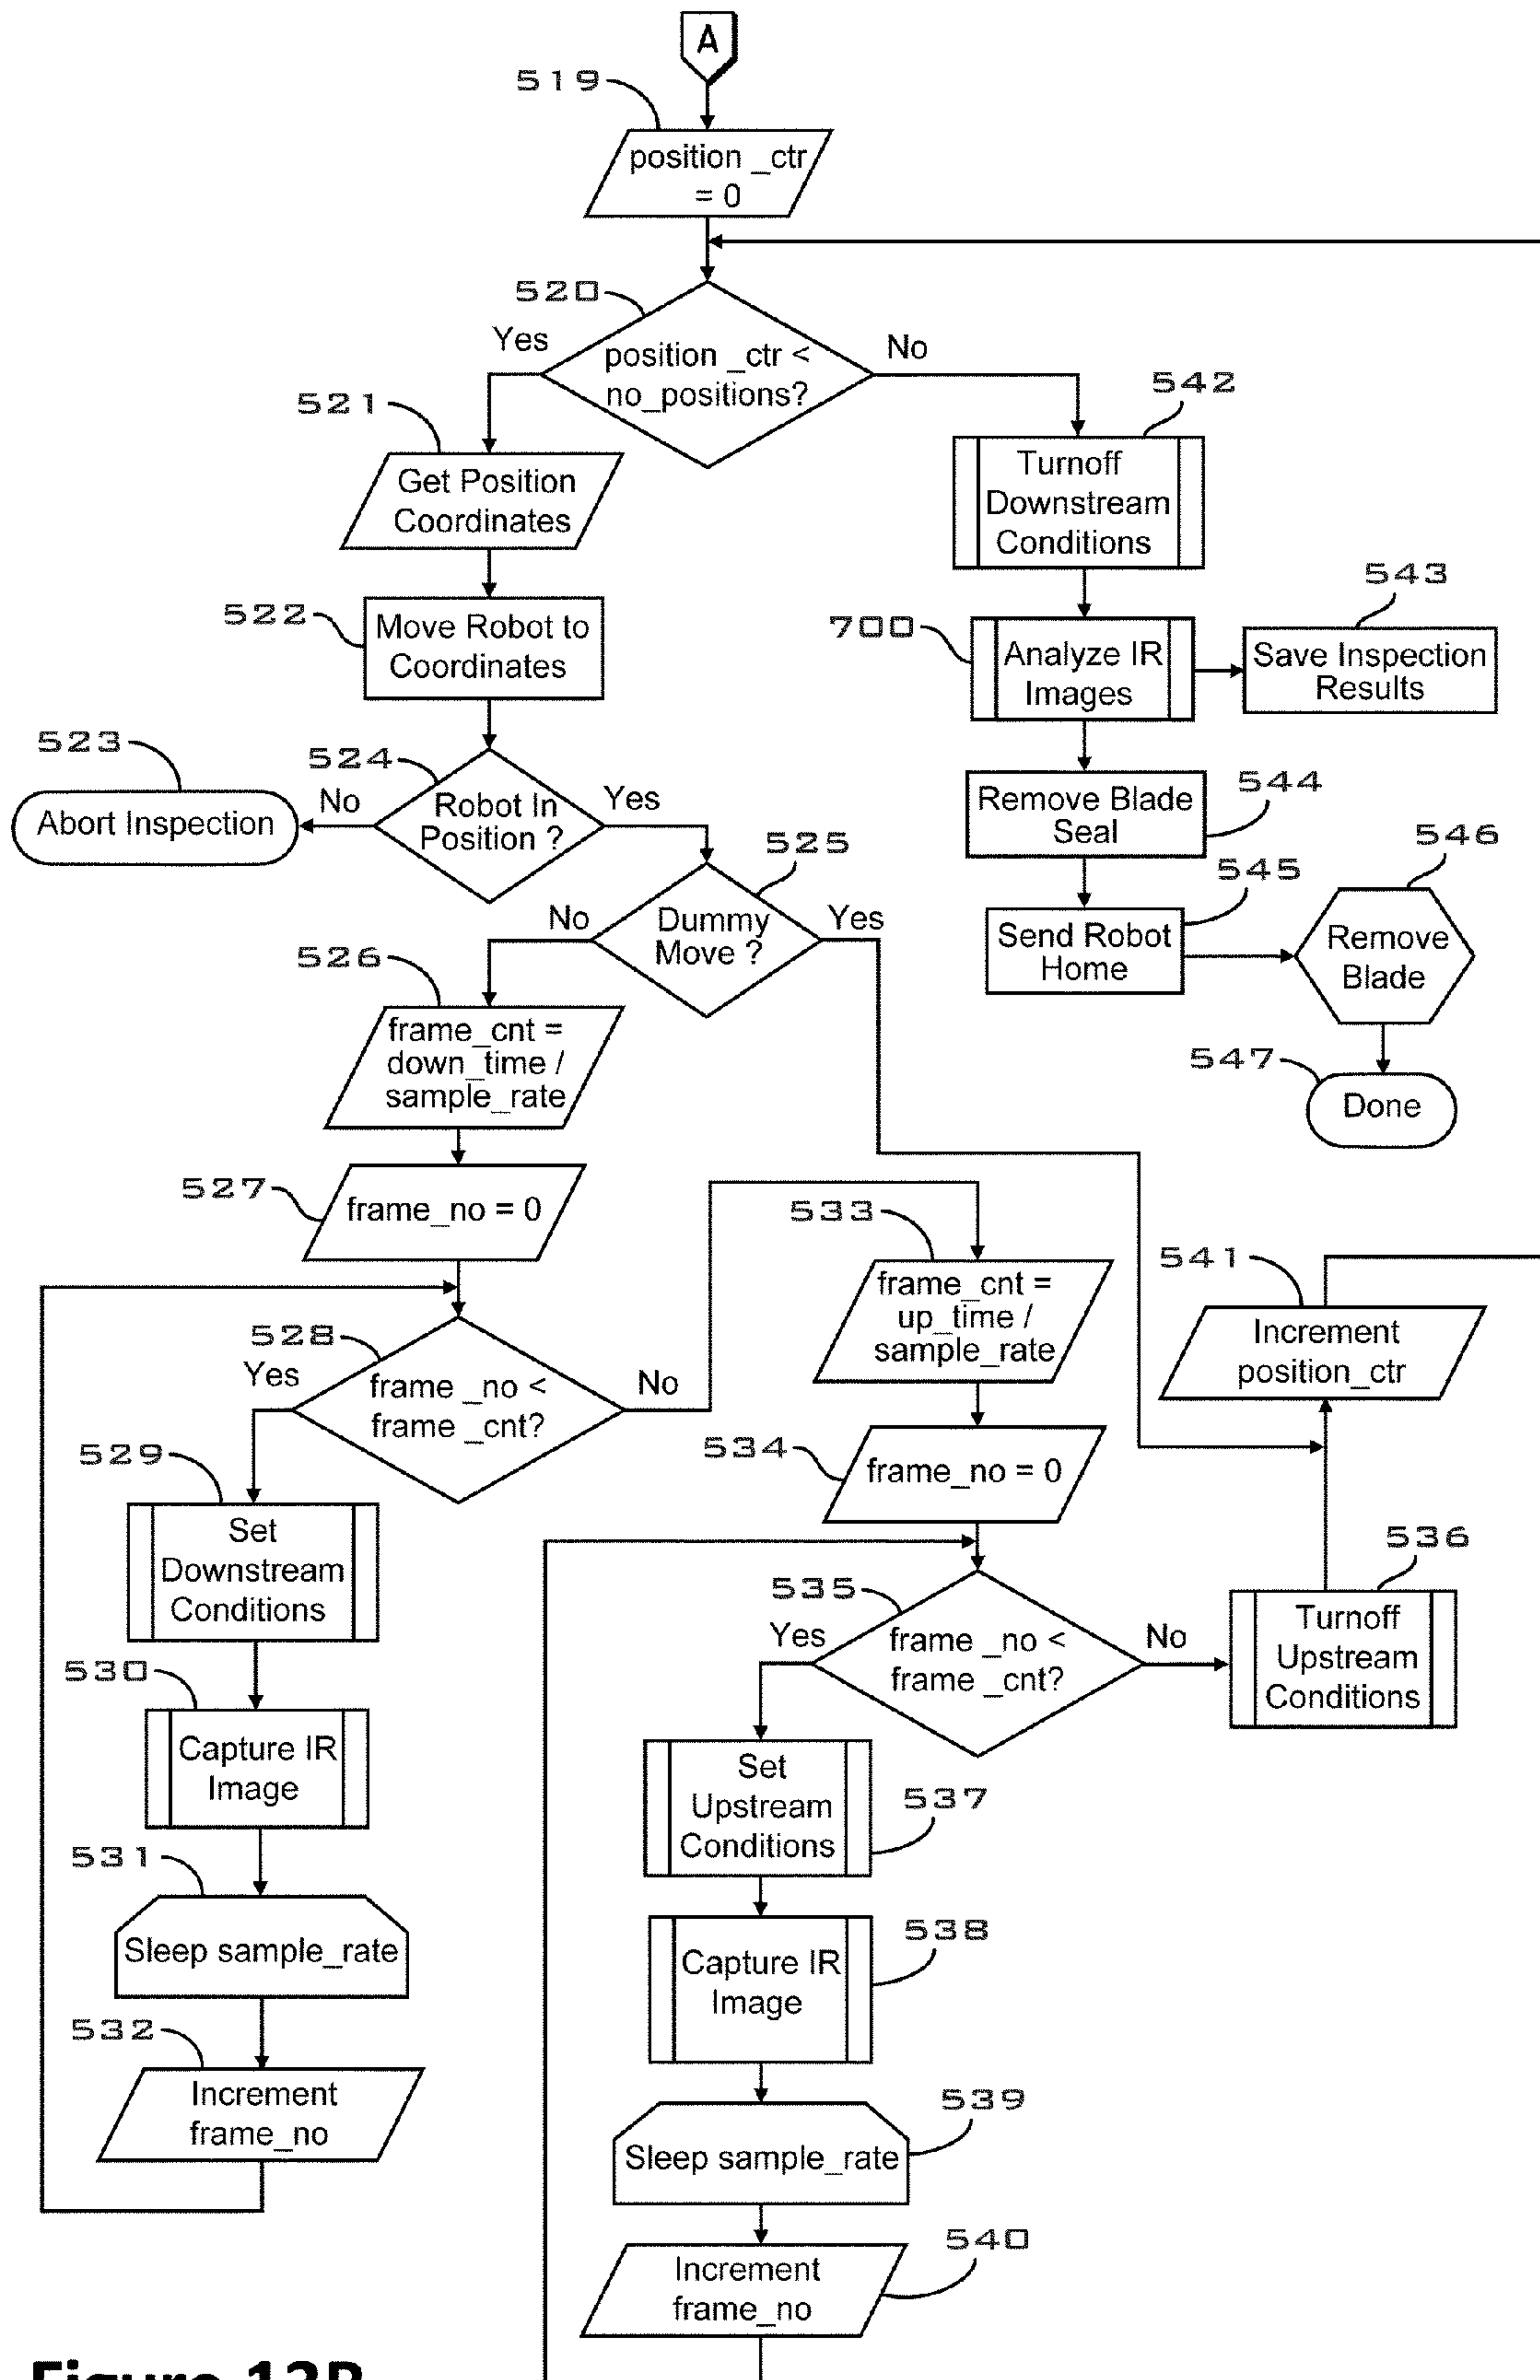 A
519
position _ctr
= 0
520
Yes
position _ctr <
no_positions?
No
542
521
Get Position
Coordinates
Turnoff
Downstream
Conditions
522
Move Robot to
Coordinates
700
Analyze IR
Images
543
Save Inspection
Results
523
Abort Inspection
524
No
Robot In
Position ?
Yes
525
Remove Blade
Seal
544
No
Dummy
Move ?
Yes
545
Send Robot
Home
546
Remove
Blade
547
Done
526
frame_cnt =
down_time /
sample_rate
527
frame_no = 0
533
frame_cnt =
up_time /
sample_rate
541
Increment
position_ctr
528
Yes
frame _no <
frame _cnt?
No
534
frame_no = 0
529
Set
Downstream
Conditions
535
Yes
frame _no <
frame _cnt?
No
536
Turnoff
Upstream
Conditions
530
Capture IR
Image
Set
Upstream
Conditions
537
531
Sleep sample_rate
Capture IR
Image
538
532
Increment
frame_no
Sleep sample_rate
539
Increment
frame_no
540
Figure 13B